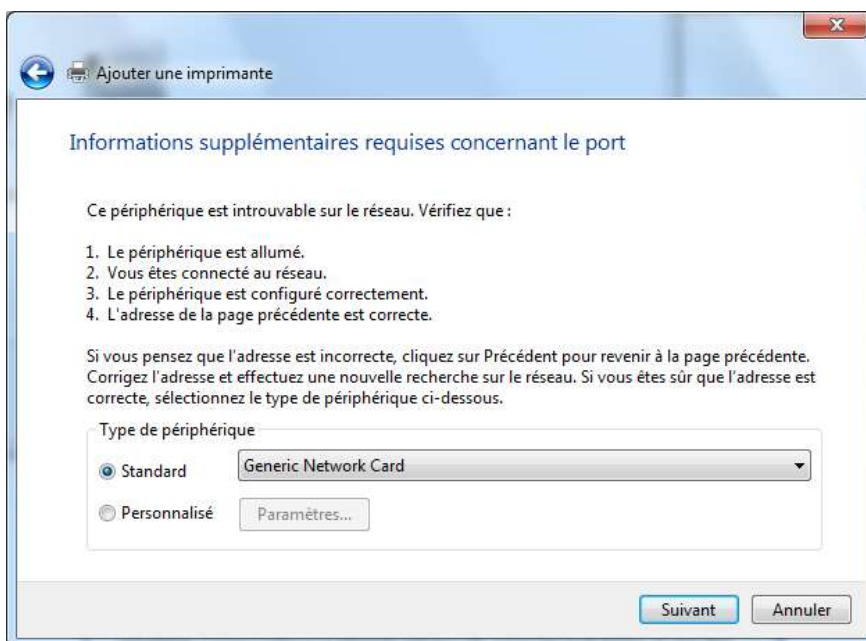 Ajouter une imprimante
Informations supplémentaires requises concernant le port
Ce périphérique est introuvable sur le réseau. Vérifiez que :
1. Le périphérique est allumé.
2. Vous êtes connecté au réseau.
3. Le périphérique est configuré correctement.
4. L'adresse de la page précédente est correcte.
Si vous pensez que l'adresse est incorrecte, cliquez sur Précédent pour revenir à la page précédente.
Corrigez l'adresse et effectuez une nouvelle recherche sur le réseau. Si vous êtes sûr que l'adresse est
correcte, sélectionnez le type de périphérique ci-dessous.
Type de périphérique
Standard Generic Network Card
Personnalisé Paramètres...
Suivant Annuler